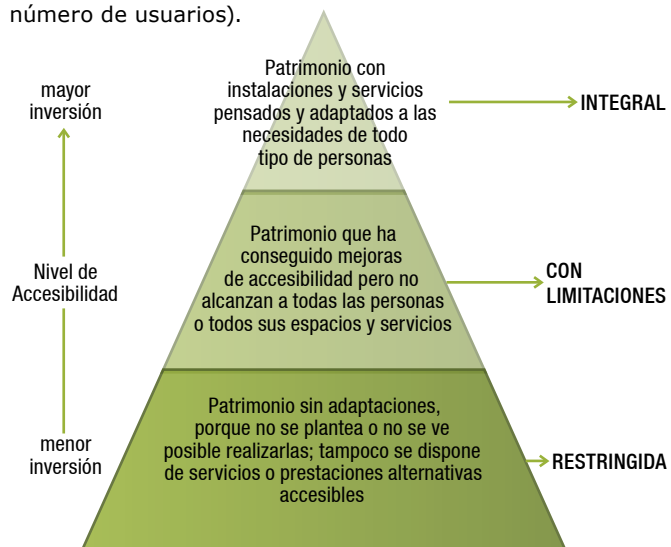 número de usuarios).
Patrimonio con
instalaciones y servicios
pensados y adaptados a las
necesidades de todo
tipo de personas
mayor
inversión
INTEGRAL
Patrimonio que ha
conseguido mejoras
de accesibilidad pero no
alcanzan a todas las personas
o todos sus espacios y servicios
Nivel de
Accesibilidad
CON
LIMITACIONES
Patrimonio sin adaptaciones,
porque no se plantea o no se ve
posible realizarlas; tampoco se dispone
de servicios o prestaciones alternativas
accesibles
menor
inversión
RESTRINGIDA